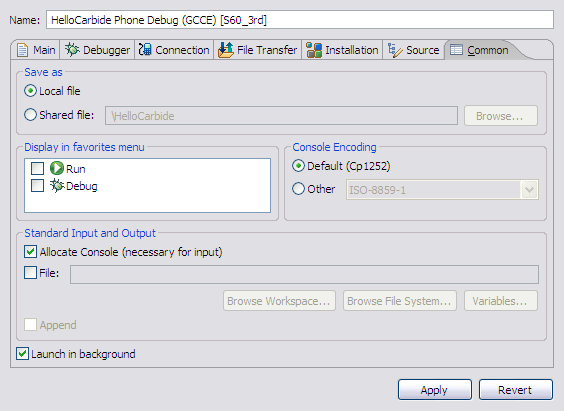 Name: HelloCarbide Phone Debug (GCCE) [S60_3rd]
Main Debugger Connection File Transfer Installation Source Common
Save as
Local file
Shared file: \HelloCarbide Browse...
Display in favorites menu
Run
Debug
Console Encoding
Default (Cp1252)
Other ISO-8859-1
Standard Input and Output
Allocate Console (necessary for input)
File:
Browse Workspace... Browse File System... Variables...
Append
Launch in background
Apply Revert